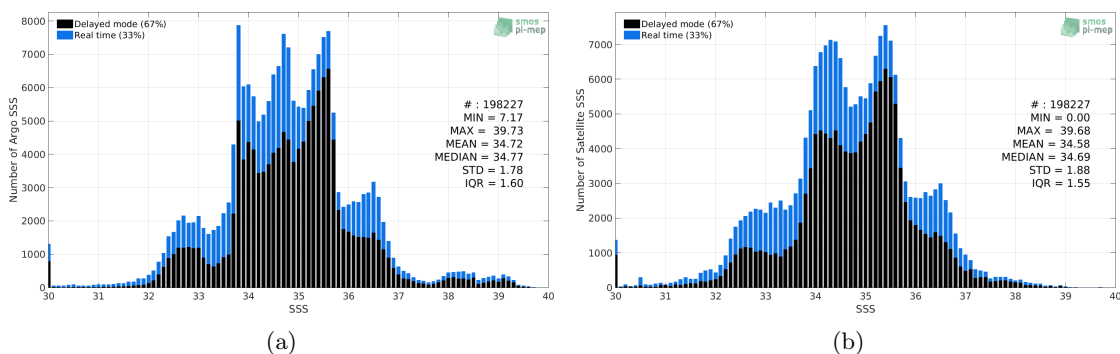 Delayed mode (67%)
Real time (33%)
smos
pi-mep
# : 198227
MIN = 7.17
MAX = 39.73
MEAN = 34.72
MEDIAN = 34.77
STD = 1.78
IQR = 1.60
Number of Argo SSS
8000
7000
6000
5000
4000
3000
2000
1000
0
30 31 32 33 34 35 36 37 38 39 40
SSS
(a)
Delayed mode (67%)
Real time (33%)
smos
pi-mep
# : 198227
MIN = 0.00
MAX = 39.68
MEAN = 34.58
MEDIAN = 34.69
STD = 1.88
IQR = 1.55
Number of Satellite SSS
7000
6000
5000
4000
3000
2000
1000
0
30 31 32 33 34 35 36 37 38 39 40
SSS
(b)